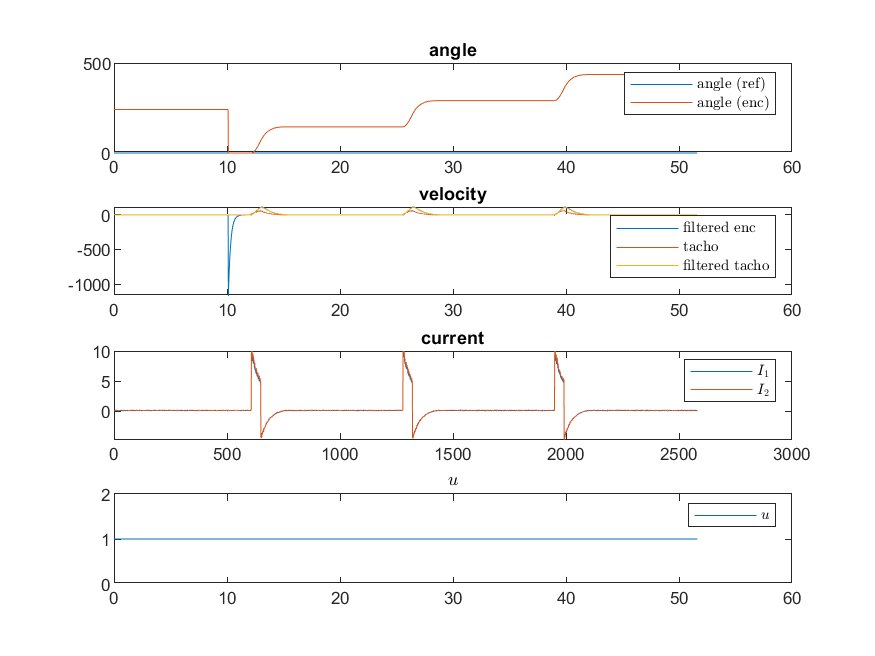 angle
500
0
0 10 20 30 40 50 60
angle (ref)
angle (enc)
velocity
0
-500
-1000
0 10 20 30 40 50 60
filtered enc
tacho
filtered tacho
current
10
5
0
0 500 1000 1500 2000 2500 3000
I₁
I₂
u
2
1
0
0 10 20 30 40 50 60
u